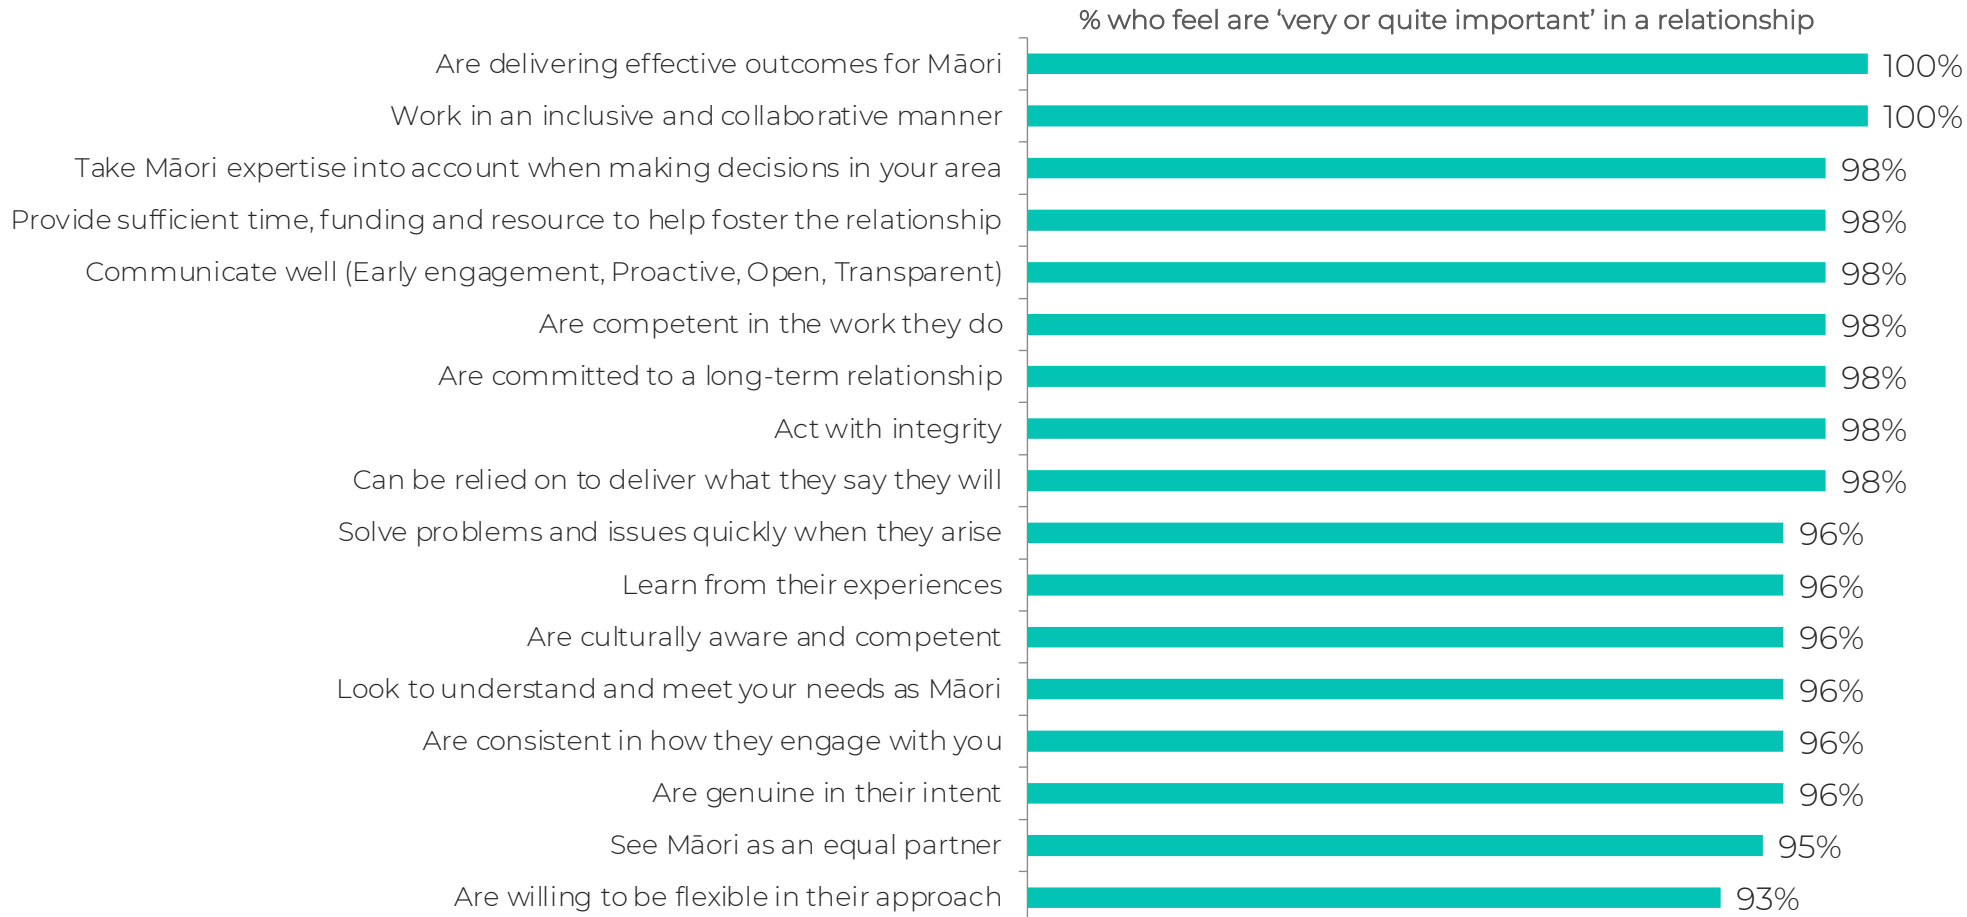 % who feel are ‘very or quite important’ in a relationship
Are delivering effective outcomes for Māori 100%
Work in an inclusive and collaborative manner 100%
Take Māori expertise into account when making decisions in your area 98%
Provide sufficient time, funding and resource to help foster the relationship 98%
Communicate well (Early engagement, Proactive, Open, Transparent) 98%
Are competent in the work they do 98%
Are committed to a long-term relationship 98%
Act with integrity 98%
Can be relied on to deliver what they say they will 98%
Solve problems and issues quickly when they arise 96%
Learn from their experiences 96%
Are culturally aware and competent 96%
Look to understand and meet your needs as Māori 96%
Are consistent in how they engage with you 96%
Are genuine in their intent 96%
See Māori as an equal partner 95%
Are willing to be flexible in their approach 93%